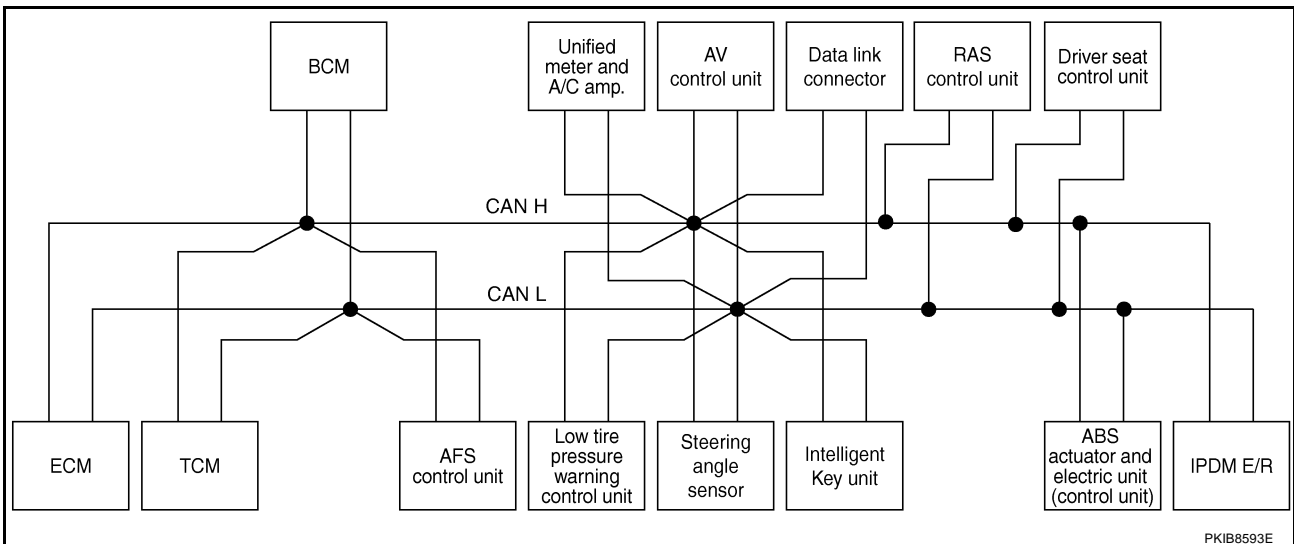 BCM
Unified
meter and
A/C amp.
AV
control unit
Data link
connector
RAS
control unit
Driver seat
control unit
CAN H
CAN L
ECM
TCM
AFS
control unit
Low tire
pressure
warning
control unit
Steering
angle
sensor
Intelligent
Key unit
ABS
actuator and
electric unit
(control unit)
IPDM E/R
PKIB8593E